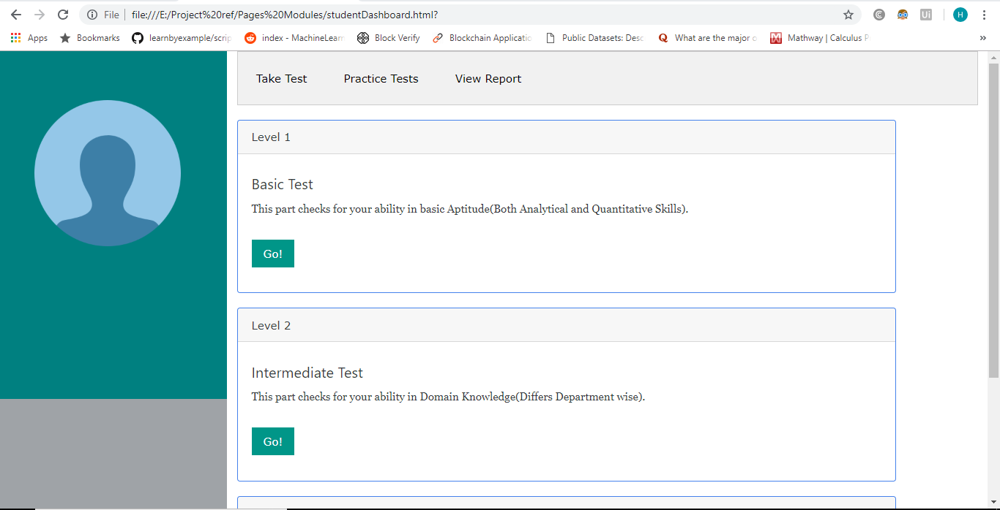 File
file:///E:/Project%20ref/Pages%20Modules/studentDashboard.html?
Ui
H
Apps
Bookmarks
learnbyexample/scrip
index - MachineLearn
Block Verify
Blockchain Applicatio
Public Datasets: Desc
Q What are the major o
Mathway | Calculus P
»
Take Test
Practice Tests
View Report
Level 1
Basic Test
This part checks for your ability in basic Aptitude(Both Analytical and Quantitative Skills).
Go!
Level 2
Intermediate Test
This part checks for your ability in Domain Knowledge(Differs Department wise).
Go!